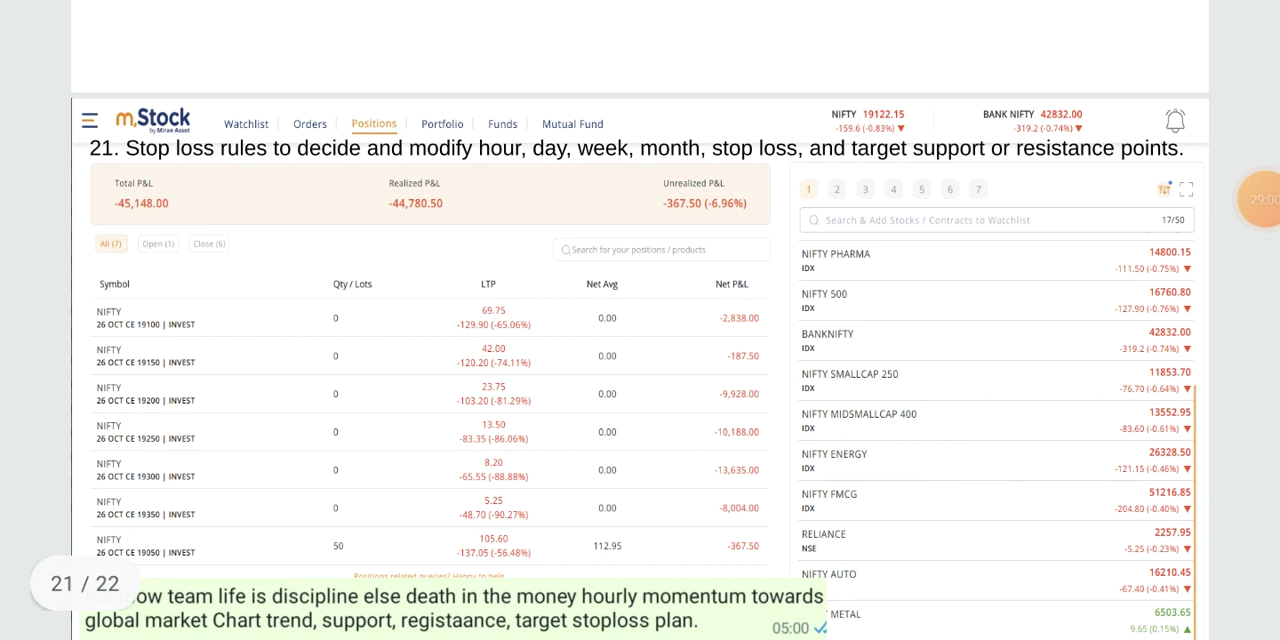 m.Stock
by Mirae Asset
Watchlist Orders Positions Portfolio Funds Mutual Fund
NIFTY 19122.15
-159.6 (-0.83%) ▼
BANK NIFTY 42832.00
-319.2 (-0.74%) ▼
21. Stop loss rules to decide and modify hour, day, week, month, stop loss, and target support or resistance points.
Total P&L Realized P&L Unrealized P&L
-45,148.00 -44,780.50 -367.50 (-6.96%)
All (7) Open (1) Close (6)
Search for your positions / products
Symbol Qty / Lots LTP Net Avg Net P&L
NIFTY
26 OCT CE 19100 | INVEST 0 69.75 -129.90 (-65.06%) 0.00 -2,838.00
NIFTY
26 OCT CE 19150 | INVEST 0 42.00 -120.20 (-74.11%) 0.00 -187.50
NIFTY
26 OCT CE 19200 | INVEST 0 23.75 -103.20 (-81.29%) 0.00 -9,928.00
NIFTY
26 OCT CE 19250 | INVEST 0 13.50 -83.35 (-86.06%) 0.00 -10,188.00
NIFTY
26 OCT CE 19300 | INVEST 0 8.20 -65.55 (-88.88%) 0.00 -13,635.00
NIFTY
26 OCT CE 19350 | INVEST 0 5.25 -48.70 (-90.27%) 0.00 -8,004.00
NIFTY
26 OCT CE 19050 | INVEST 50 105.60 -137.05 (-56.48%) 112.95 -367.50
Positions related queries? Happy to help
1 2 3 4 5 6 7
Search & Add Stocks / Contracts to Watchlist 17/50
NIFTY PHARMA 14800.15
IDX -111.50 (-0.75%) ▼
NIFTY 500 16760.80
IDX -127.90 (-0.76%) ▼
BANKNIFTY 42832.00
IDX -319.2 (-0.74%) ▼
NIFTY SMALLCAP 250 11853.70
IDX -76.70 (-0.64%) ▼
NIFTY MIDSMALLCAP 400 13552.95
IDX -83.60 (-0.61%) ▼
NIFTY ENERGY 26328.50
IDX -121.15 (-0.46%) ▼
NIFTY FMCG 51216.85
IDX -204.80 (-0.40%) ▼
RELIANCE 2257.95
NSE -5.25 (-0.23%) ▼
NIFTY AUTO 16210.45
IDX -67.40 (-0.41%) ▼
METAL 6503.65
9.65 (0.15%) ▲
29:00
21 / 22
ow team life is discipline else death in the money hourly momentum towards
global market Chart trend, support, registaance, target stoploss plan.
05:00